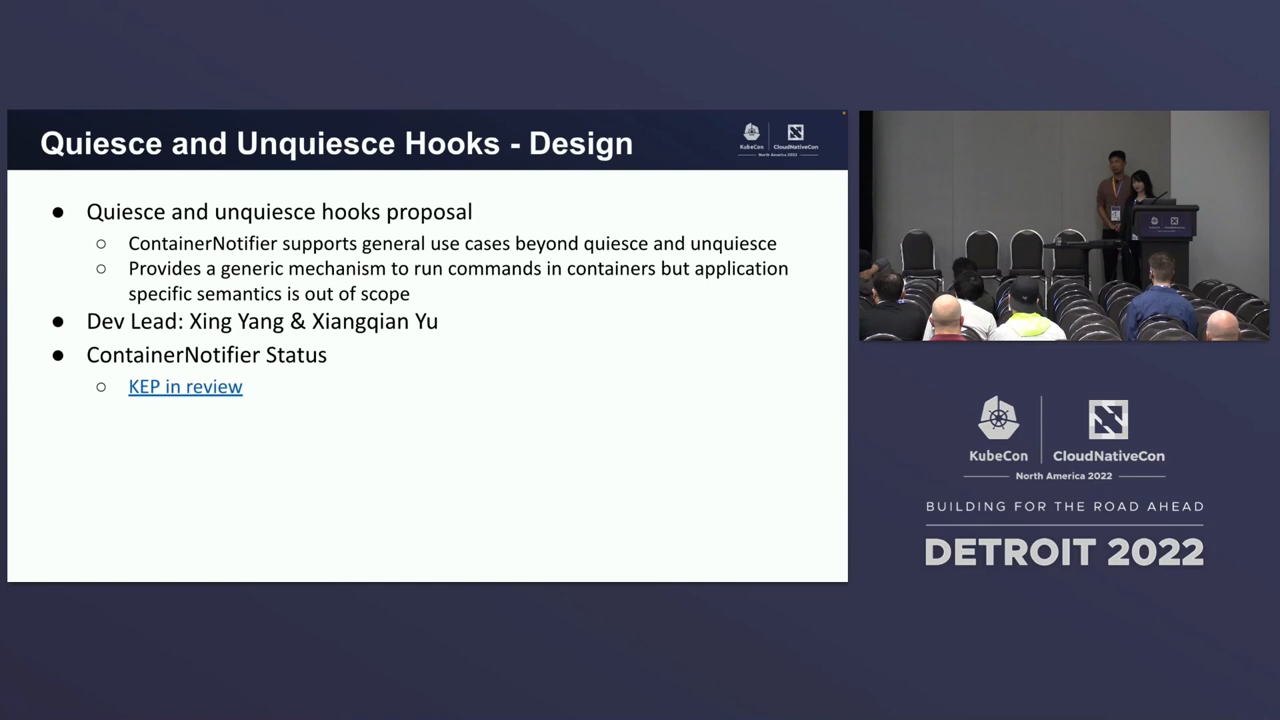 Quiesce and Unquiesce Hooks - Design
KubeCon
CloudNativeCon
North America 2022
● Quiesce and unquiesce hooks proposal
○ ContainerNotifier supports general use cases beyond quiesce and unquiesce
○ Provides a generic mechanism to run commands in containers but application
specific semantics is out of scope
● Dev Lead: Xing Yang & Xiangqian Yu
● ContainerNotifier Status
○ KEP in review
KubeCon
CloudNativeCon
North America 2022
BUILDING FOR THE ROAD AHEAD
DETROIT 2022